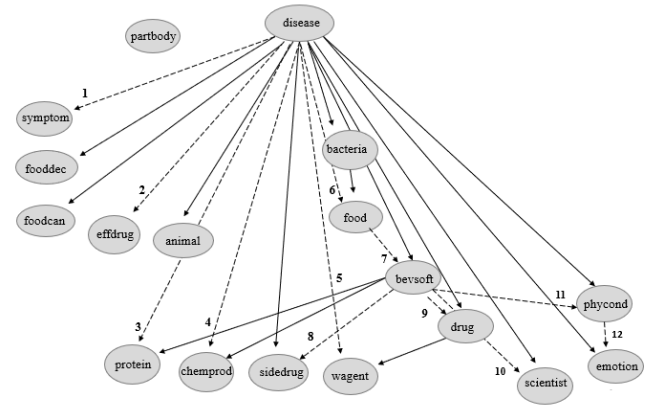 disease
partbody
1
symptom
bacteria
fooddec
2
6
foodcan
effdrug
animal
food
7
bevsoft
5
11
phycond
3
4
8
9
drug
12
protein
chemprod
sidedrug
wagent
10
scientist
emotion